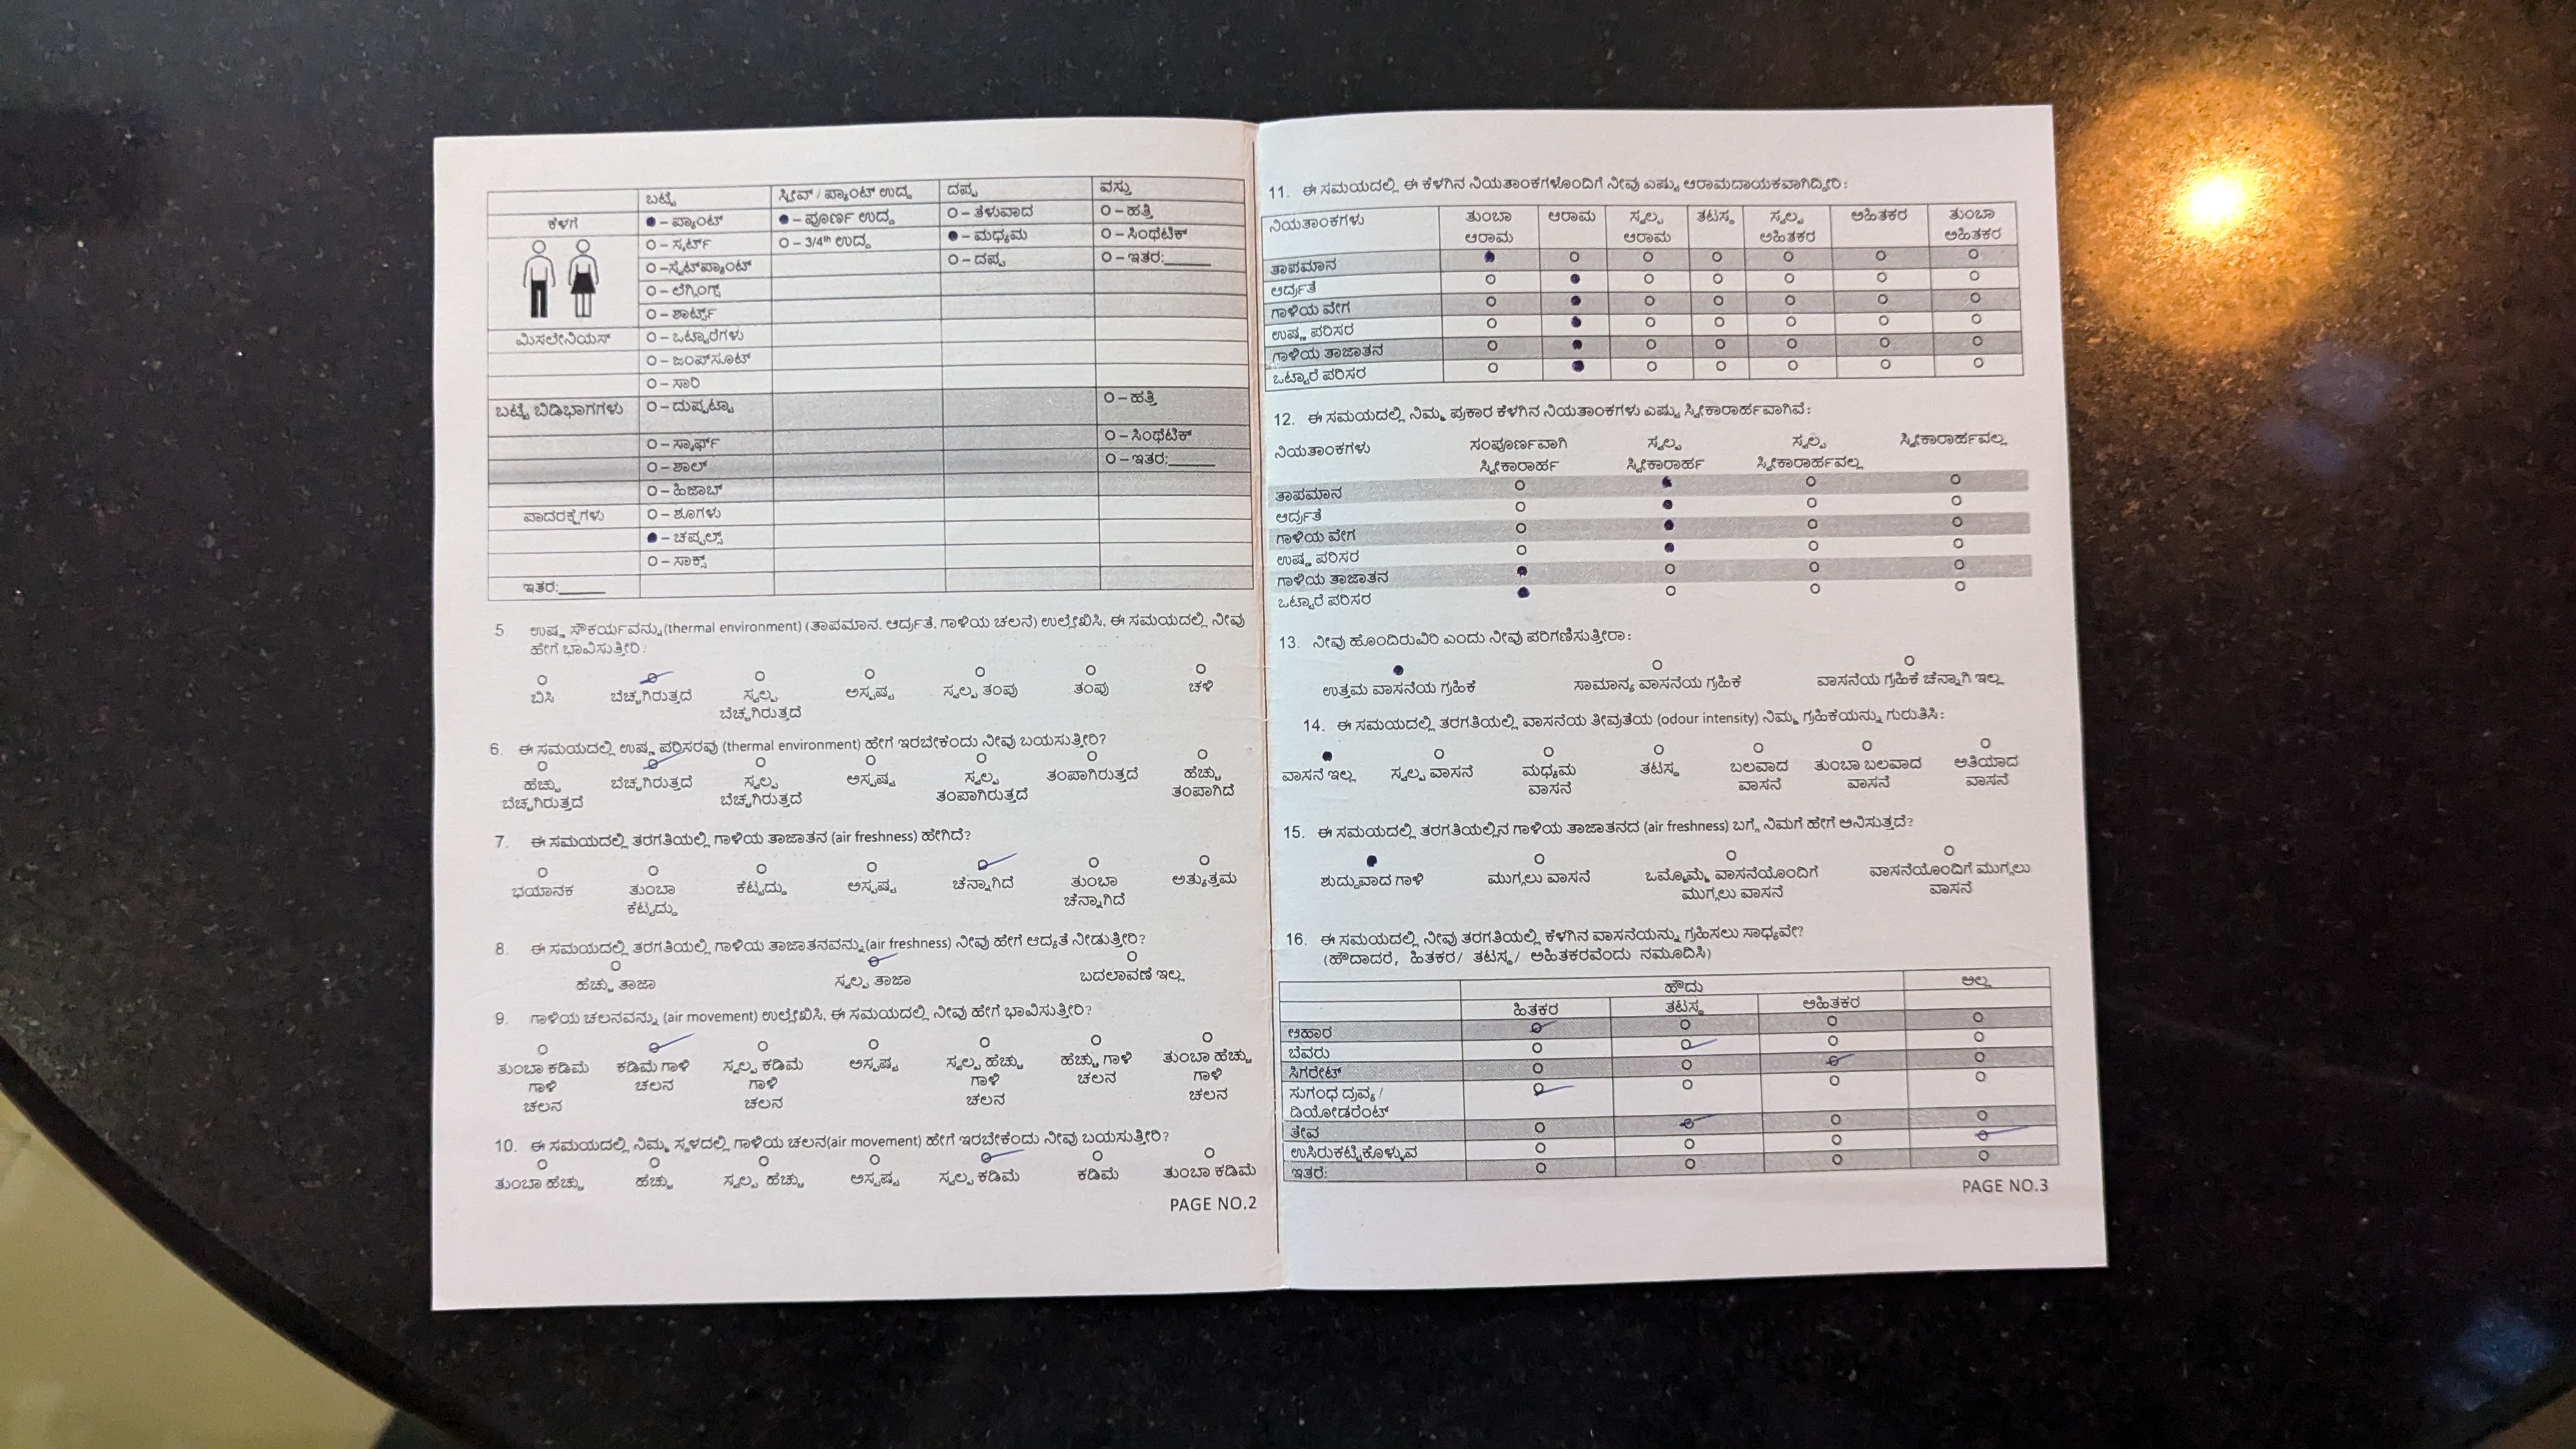 ಬಟ್ಟೆ ಸ್ಲೀವ್ / ಪ್ಯಾಂಟ್ ಉದ್ದ ದಪ್ಪ ವಸ್ತು
ಕೆಳಗೆ ● – ಪ್ಯಾಂಟ್ ● – ಪೂರ್ಣ ಉದ್ದ O – ತೆಳುವಾದ O – ಹತ್ತಿ
O – ಸ್ಕರ್ಟ್ O – 3/4th ಉದ್ದ ● – ಮಧ್ಯಮ O – ಸಿಂಥೆಟಿಕ್
O –ಸ್ವೆಟ್‌ಪ್ಯಾಂಟ್ O – ದಪ್ಪ O – ಇತರ:______
O – ಲೆಗ್ಗಿಂಗ್ಸ್
O – ಶಾರ್ಟ್ಸ್
ಮಿಸಲೇನಿಯಸ್ O – ಒಟ್ಟಾರೆಗಳು
O – ಜಂಪ್‌ಸೂಟ್
O – ಸಾರಿ
ಬಟ್ಟೆ ಬಿಡಿಭಾಗಗಳು O – ದುಪ್ಪಟ್ಟಾ O – ಹತ್ತಿ
O – ಸ್ಕಾರ್ಫ್ O – ಸಿಂಥೆಟಿಕ್
O – ಶಾಲ್ O – ಇತರ:______
O – ಹಿಜಾಬ್
ಪಾದರಕ್ಷೆಗಳು O – ಶೂಗಳು
● – ಚಪ್ಪಲ್ಸ್
O – ಸಾಕ್ಸ್
ಇತರ:______
5. ಉಷ್ಣ ಸೌಕರ್ಯವನ್ನು(thermal environment) (ತಾಪಮಾನ, ಆರ್ದ್ರತೆ, ಗಾಳಿಯ ಚಲನೆ) ಉಲ್ಲೇಖಿಸಿ, ಈ ಸಮಯದಲ್ಲಿ ನೀವು
ಹೇಗೆ ಭಾವಿಸುತ್ತೀರಿ:
ಬಿಸಿ ಬೆಚ್ಚಗಿರುತ್ತದೆ ಸ್ವಲ್ಪ ಅಸ್ಪಷ್ಟ ಸ್ವಲ್ಪ ತಂಪು ತಂಪು ಚಳಿ
ಬೆಚ್ಚಗಿರುತ್ತದೆ
6. ಈ ಸಮಯದಲ್ಲಿ ಉಷ್ಣ ಪರಿಸರವು (thermal environment) ಹೇಗೆ ಇರಬೇಕೆಂದು ನೀವು ಬಯಸುತ್ತೀರಿ?
ಹೆಚ್ಚು ಬೆಚ್ಚಗಿರುತ್ತದೆ ಸ್ವಲ್ಪ ಅಸ್ಪಷ್ಟ ಸ್ವಲ್ಪ ತಂಪಾಗಿರುತ್ತದೆ ಹೆಚ್ಚು
ಬೆಚ್ಚಗಿರುತ್ತದೆ ಬೆಚ್ಚಗಿರುತ್ತದೆ ತಂಪಾಗಿರುತ್ತದೆ ತಂಪಾಗಿದೆ
7. ಈ ಸಮಯದಲ್ಲಿ ತರಗತಿಯಲ್ಲಿ ಗಾಳಿಯ ತಾಜಾತನ (air freshness) ಹೇಗಿದೆ?
ಭಯಾನಕ ತುಂಬಾ ಕೆಟ್ಟದ್ದು ಅಸ್ಪಷ್ಟ ಚೆನ್ನಾಗಿದೆ ತುಂಬಾ ಅತ್ಯುತ್ತಮ
ಕೆಟ್ಟದ್ದು ಚೆನ್ನಾಗಿದೆ
8. ಈ ಸಮಯದಲ್ಲಿ ತರಗತಿಯಲ್ಲಿ ಗಾಳಿಯ ತಾಜಾತನವನ್ನು(air freshness) ನೀವು ಹೇಗೆ ಆದ್ಯತೆ ನೀಡುತ್ತೀರಿ?
ಹೆಚ್ಚು ತಾಜಾ ಸ್ವಲ್ಪ ತಾಜಾ ಬದಲಾವಣೆ ಇಲ್ಲ
9. ಗಾಳಿಯ ಚಲನವನ್ನು (air movement) ಉಲ್ಲೇಖಿಸಿ, ಈ ಸಮಯದಲ್ಲಿ ನೀವು ಹೇಗೆ ಭಾವಿಸುತ್ತೀರಿ?
ತುಂಬಾ ಕಡಿಮೆ ಕಡಿಮೆ ಗಾಳಿ ಸ್ವಲ್ಪ ಕಡಿಮೆ ಅಸ್ಪಷ್ಟ ಸ್ವಲ್ಪ ಹೆಚ್ಚು ಹೆಚ್ಚು ಗಾಳಿ ತುಂಬಾ ಹೆಚ್ಚು
ಗಾಳಿ ಚಲನ ಗಾಳಿ ಗಾಳಿ ಚಲನ ಗಾಳಿ
ಚಲನ ಚಲನ ಚಲನ ಚಲನ
10. ಈ ಸಮಯದಲ್ಲಿ ನಿಮ್ಮ ಸ್ಥಳದಲ್ಲಿ ಗಾಳಿಯ ಚಲನ(air movement) ಹೇಗೆ ಇರಬೇಕೆಂದು ನೀವು ಬಯಸುತ್ತೀರಿ?
ತುಂಬಾ ಹೆಚ್ಚು ಹೆಚ್ಚು ಸ್ವಲ್ಪ ಹೆಚ್ಚು ಅಸ್ಪಷ್ಟ ಸ್ವಲ್ಪ ಕಡಿಮೆ ಕಡಿಮೆ ತುಂಬಾ ಕಡಿಮೆ
PAGE NO.2
11. ಈ ಸಮಯದಲ್ಲಿ ಈ ಕೆಳಗಿನ ನಿಯತಾಂಕಗಳೊಂದಿಗೆ ನೀವು ಎಷ್ಟು ಆರಾಮದಾಯಕವಾಗಿದ್ದೀರಿ:
ನಿಯತಾಂಕಗಳು ತುಂಬಾ ಆರಾಮ ಸ್ವಲ್ಪ ತಟಸ್ಥ ಸ್ವಲ್ಪ ಅಹಿತಕರ ತುಂಬಾ
ಆರಾಮ ಆರಾಮ ಅಹಿತಕರ ಅಹಿತಕರ
ತಾಪಮಾನ
ಆರ್ದ್ರತೆ
ಗಾಳಿಯ ವೇಗ
ಉಷ್ಣ ಪರಿಸರ
ಗಾಳಿಯ ತಾಜಾತನ
ಒಟ್ಟಾರೆ ಪರಿಸರ
12. ಈ ಸಮಯದಲ್ಲಿ ನಿಮ್ಮ ಪ್ರಕಾರ ಕೆಳಗಿನ ನಿಯತಾಂಕಗಳು ಎಷ್ಟು ಸ್ವೀಕಾರಾರ್ಹವಾಗಿವೆ:
ನಿಯತಾಂಕಗಳು ಸಂಪೂರ್ಣವಾಗಿ ಸ್ವಲ್ಪ ಸ್ವಲ್ಪ ಸ್ವೀಕಾರಾರ್ಹವಲ್ಲ
ಸ್ವೀಕಾರಾರ್ಹ ಸ್ವೀಕಾರಾರ್ಹ ಸ್ವೀಕಾರಾರ್ಹವಲ್ಲ
ತಾಪಮಾನ
ಆರ್ದ್ರತೆ
ಗಾಳಿಯ ವೇಗ
ಉಷ್ಣ ಪರಿಸರ
ಗಾಳಿಯ ತಾಜಾತನ
ಒಟ್ಟಾರೆ ಪರಿಸರ
13. ನೀವು ಹೊಂದಿರುವಿರಿ ಎಂದು ನೀವು ಪರಿಗಣಿಸುತ್ತೀರಾ:
ಉತ್ತಮ ವಾಸನೆಯ ಗ್ರಹಿಕೆ ಸಾಮಾನ್ಯ ವಾಸನೆಯ ಗ್ರಹಿಕೆ ವಾಸನೆಯ ಗ್ರಹಿಕೆ ಚೆನ್ನಾಗಿ ಇಲ್ಲ
14. ಈ ಸಮಯದಲ್ಲಿ ತರಗತಿಯಲ್ಲಿ ವಾಸನೆಯ ತೀವ್ರತೆಯ (odour intensity) ನಿಮ್ಮ ಗ್ರಹಿಕೆಯನ್ನು ಗುರುತಿಸಿ:
ವಾಸನೆ ಇಲ್ಲ ಸ್ವಲ್ಪ ವಾಸನೆ ಮಧ್ಯಮ ತಟಸ್ಥ ಬಲವಾದ ತುಂಬಾ ಬಲವಾದ ಅತಿಯಾದ
ವಾಸನೆ ವಾಸನೆ ವಾಸನೆ ವಾಸನೆ
15. ಈ ಸಮಯದಲ್ಲಿ ತರಗತಿಯಲ್ಲಿನ ಗಾಳಿಯ ತಾಜಾತನದ (air freshness) ಬಗ್ಗೆ ನಿಮಗೆ ಹೇಗೆ ಅನಿಸುತ್ತದೆ?
ಶುದ್ಧವಾದ ಗಾಳಿ ಮುಗ್ಗಲು ವಾಸನೆ ಒಮ್ಮೊಮ್ಮೆ ವಾಸನೆಯೊಂದಿಗೆ ವಾಸನೆಯೊಂದಿಗೆ ಮುಗ್ಗಲು
ಮುಗ್ಗಲು ವಾಸನೆ ವಾಸನೆ
16. ಈ ಸಮಯದಲ್ಲಿ ನೀವು ತರಗತಿಯಲ್ಲಿ ಕೆಳಗಿನ ವಾಸನೆಯನ್ನು ಗ್ರಹಿಸಲು ಸಾಧ್ಯವೇ?
(ಹೌದಾದರೆ, ಹಿತಕರ/ ತಟಸ್ಥ/ ಅಹಿತಕರವೆಂದು ನಮೂದಿಸಿ)
ಹೌದು ಅಲ್ಲ
ಹಿತಕರ ತಟಸ್ಥ ಅಹಿತಕರ
ಆಹಾರ
ಬೆವರು
ಸಿಗರೇಟ್
ಸುಗಂಧ ದ್ರವ್ಯ /
ಡಿಯೋಡರೆಂಟ್
ತೇವ
ಉಸಿರುಕಟ್ಟಿಕೊಳ್ಳುವ
ಇತರೆ:
PAGE NO.3